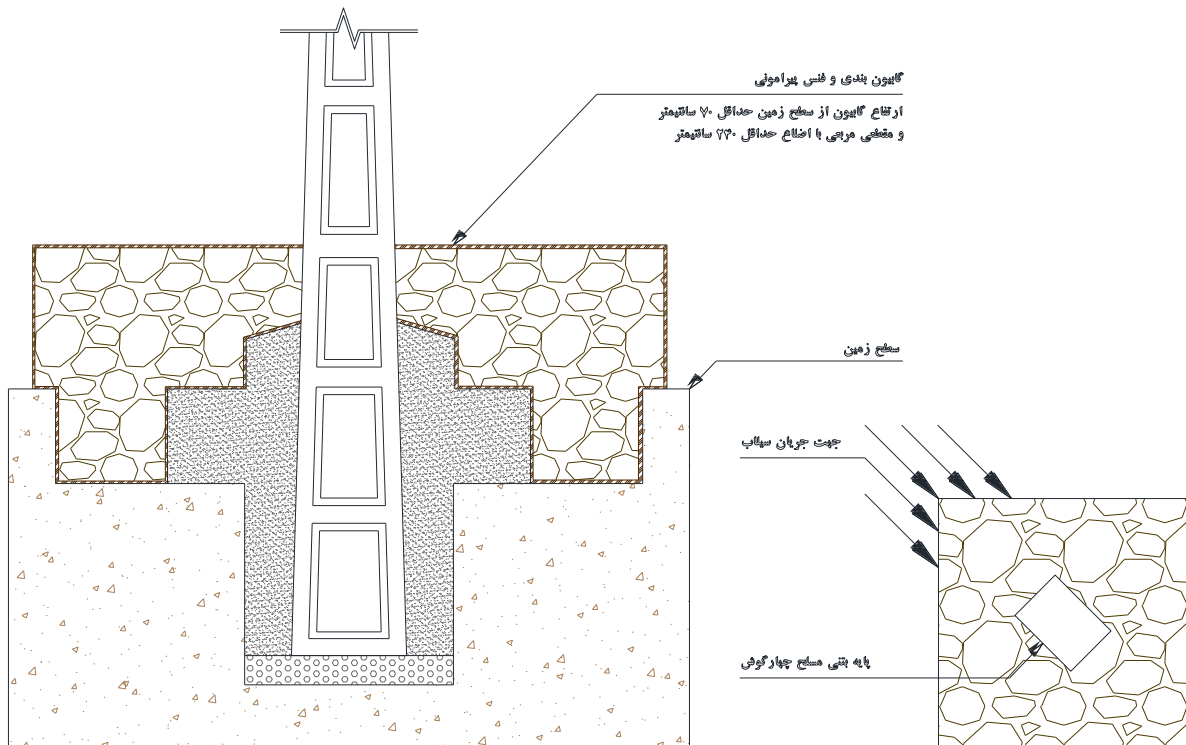 گابیون بندی و فنس پیرامونی
ارتفاع گابیون از سطح زمین حداقل ۷۰ سانتیمتر
و مقطعی مربعی با اضلاع حداقل ۲۴۰ سانتیمتر
سطح زمین
جهت جریان سیلاب
پایه بتنی مسلح چهارگوش